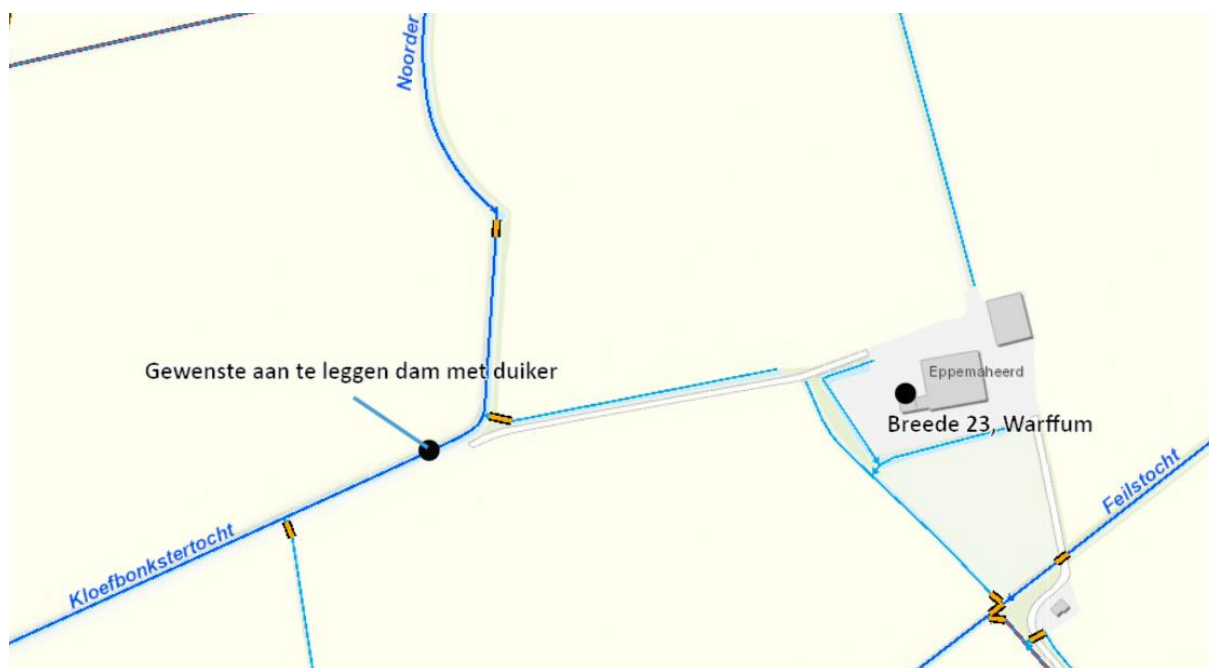 Noorder
Gewenste aan te leggen dam met duiker
Eppemaheerd
Breede 23, Warffum
Feilstocht
Kloefbonkstertocht